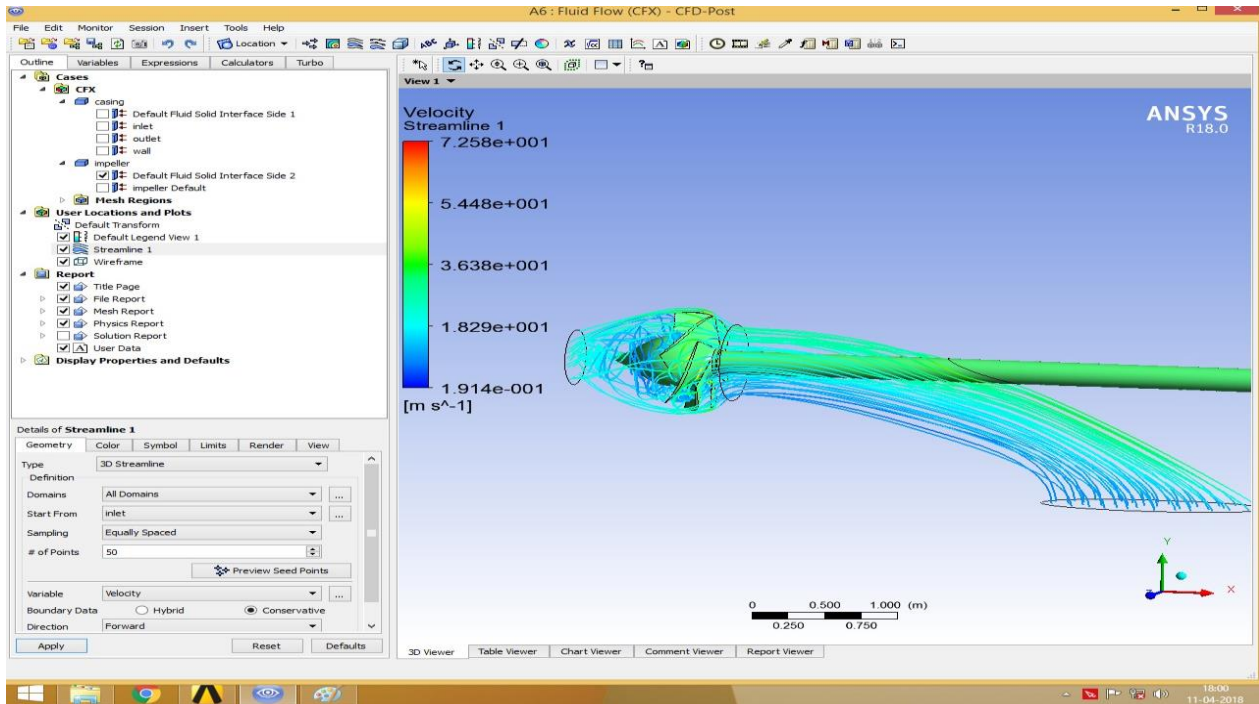 A6 : Fluid Flow (CFX) - CFD-Post
File Edit Monitor Session Insert Tools Help
Location
Outline Variables Expressions Calculators Turbo
Cases
CFX
casing
Default Fluid Solid Interface Side 1
inlet
outlet
wall
impeller
Default Fluid Solid Interface Side 2
impeller Default
Mesh Regions
User Locations and Plots
Default Transform
Default Legend View 1
Streamline 1
Wireframe
Report
Title Page
File Report
Mesh Report
Physics Report
Solution Report
User Data
Display Properties and Defaults
Details of Streamline 1
Geometry Color Symbol Limits Render View
Type 3D Streamline
Definition
Domains All Domains ...
Start From inlet ...
Sampling Equally Spaced
# of Points 50
Preview Seed Points
Variable Velocity ...
Boundary Data Hybrid Conservative
Direction Forward
Apply Reset Defaults
View 1
Velocity
Streamline 1
7.258e+001
5.448e+001
3.638e+001
1.829e+001
1.914e-001
[m s^-1]
ANSYS
R18.0
Y
X
0 0.500 1.000 (m)
0.250 0.750
3D Viewer Table Viewer Chart Viewer Comment Viewer Report Viewer
18:00
11-04-2018